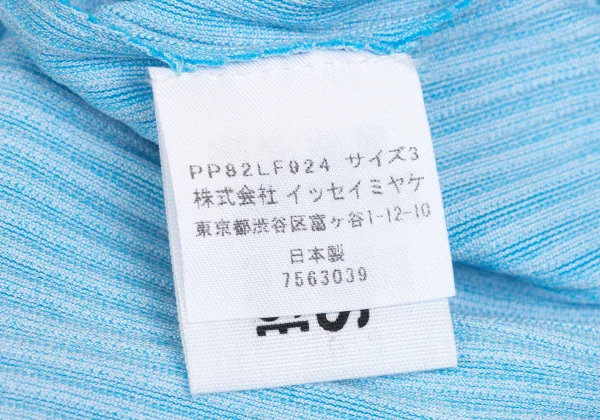 PP82LF924 サイズ3
株式会社 イッセイミヤケ
東京都渋谷区富ヶ谷1-12-10
日本製
7563039